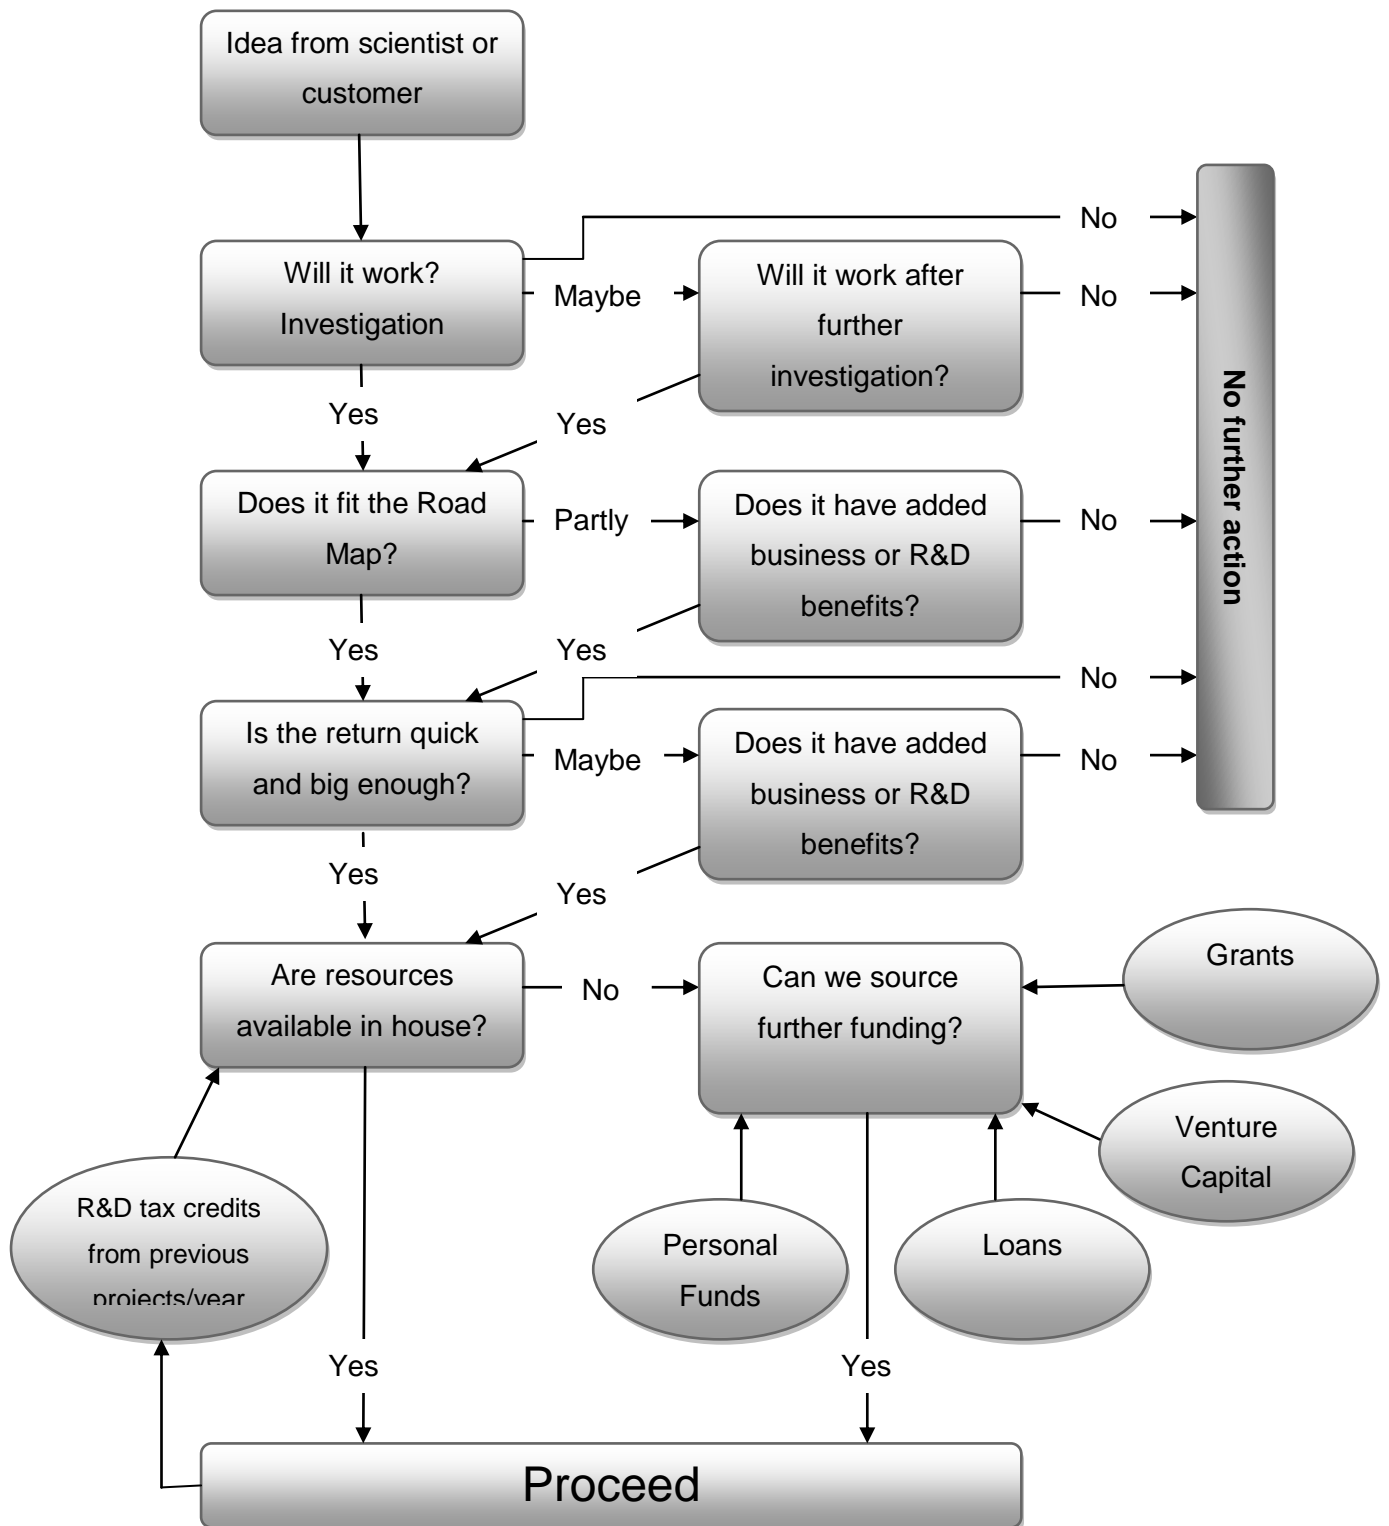 Idea from scientist or
customer
No
Will it work?
Investigation
Maybe
Will it work after
further
investigation?
No
Yes
Yes
No further action
Does it fit the Road
Map?
Partly
Does it have added
business or R&D
benefits?
No
Yes
Yes
No
Is the return quick
and big enough?
Maybe
Does it have added
business or R&D
benefits?
No
Yes
Yes
Are resources
available in house?
No
Can we source
further funding?
Grants
Venture
Capital
R&D tax credits
from previous
projects/year
Personal
Funds
Loans
Yes
Yes
Proceed